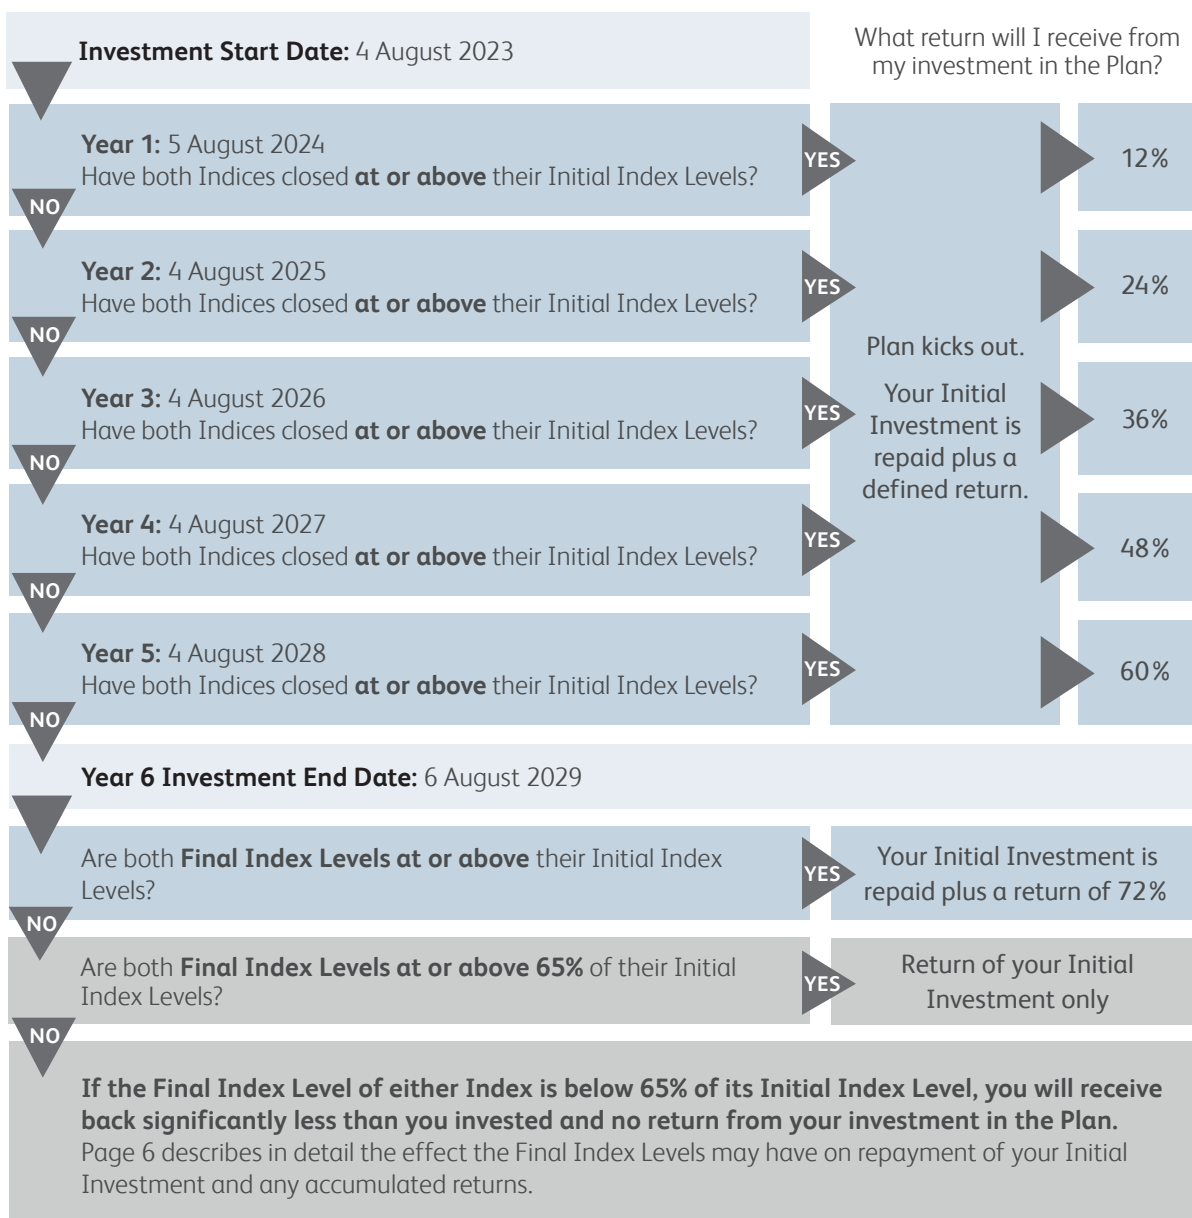 Investment Start Date: 4 August 2023
What return will I receive from
my investment in the Plan?
Year 1: 5 August 2024
Have both Indices closed at or above their Initial Index Levels?
YES
12%
NO
Year 2: 4 August 2025
Have both Indices closed at or above their Initial Index Levels?
YES
24%
NO
Year 3: 4 August 2026
Have both Indices closed at or above their Initial Index Levels?
YES
36%
NO
Year 4: 4 August 2027
Have both Indices closed at or above their Initial Index Levels?
YES
48%
NO
Year 5: 4 August 2028
Have both Indices closed at or above their Initial Index Levels?
YES
60%
NO
Plan kicks out.
Your Initial
Investment is
repaid plus a
defined return.
Year 6 Investment End Date: 6 August 2029
Are both Final Index Levels at or above their Initial Index
Levels?
YES
Your Initial Investment is
repaid plus a return of 72%
NO
Are both Final Index Levels at or above 65% of their Initial
Index Levels?
YES
Return of your Initial
Investment only
NO
If the Final Index Level of either Index is below 65% of its Initial Index Level, you will receive
back significantly less than you invested and no return from your investment in the Plan.
Page 6 describes in detail the effect the Final Index Levels may have on repayment of your Initial
Investment and any accumulated returns.